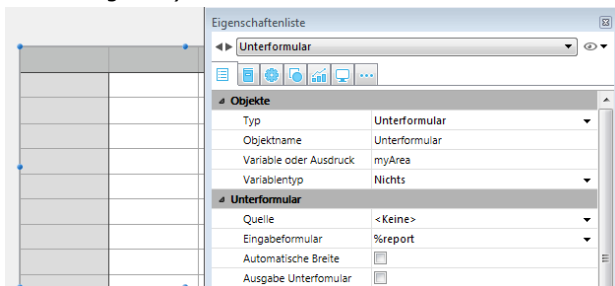 Eigenschaftenliste
Unterformular
Objekte
Typ Unterformular
Objektname Unterformular
Variable oder Ausdruck myArea
Variablentyp Nichts
Unterformular
Quelle <Keine>
Eingabeformular %report
Automatische Breite
Ausgabe Unterfomular